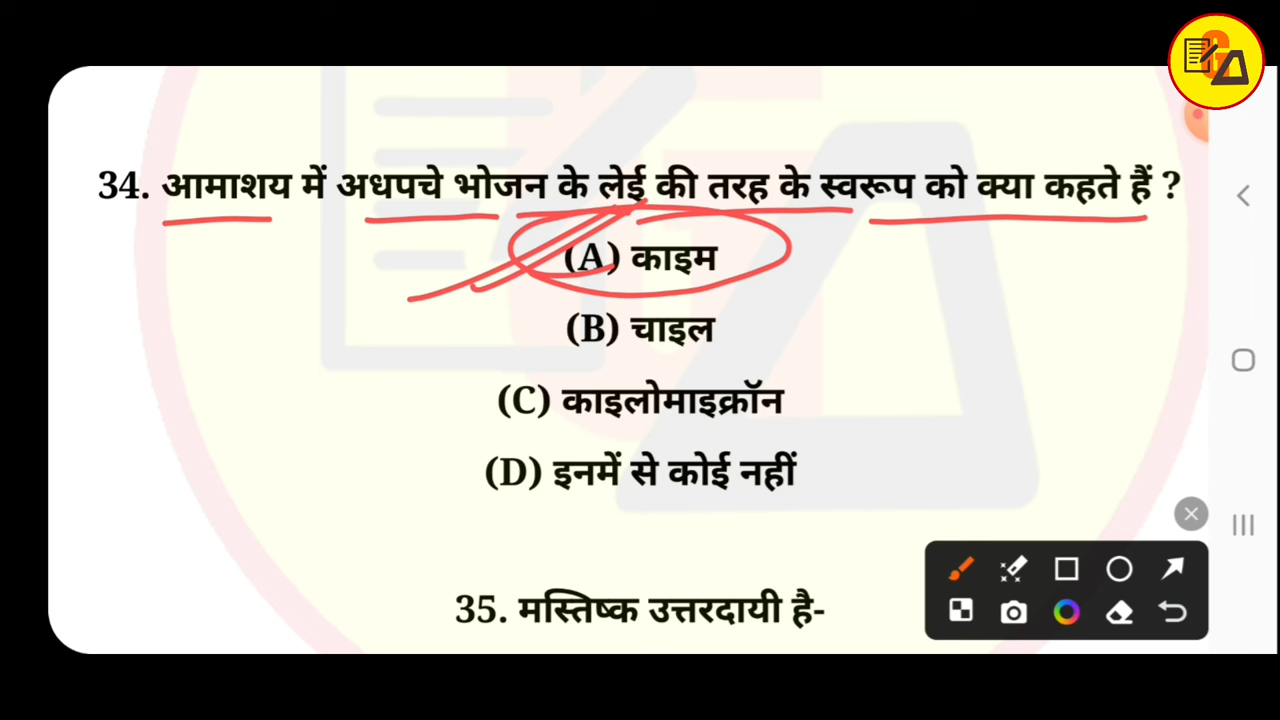 34. आमाशय में अधपचे भोजन के लेई की तरह के स्वरूप को क्या कहते हैं ?
(A) काइम
(B) चाइल
(C) काइलोमाइक्रॉन
(D) इनमें से कोई नहीं
35. मस्तिष्क उत्तरदायी है-